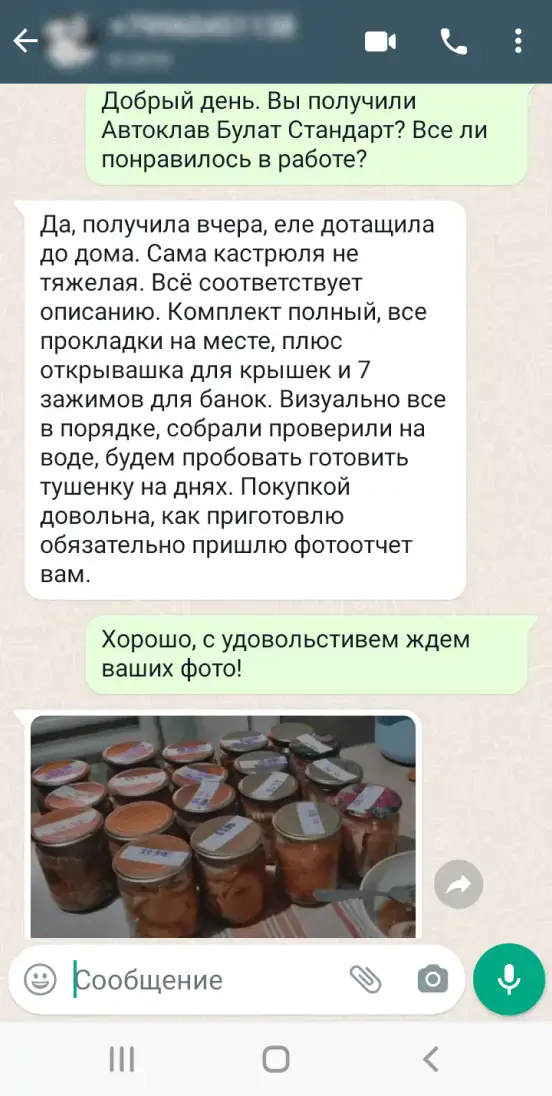 Добрый день. Вы получили
Автоклав Булат Стандарт? Все ли
понравилось в работе?
Да, получила вчера, еле дотащила
до дома. Сама кастрюля не
тяжелая. Всё соответствует
описанию. Комплект полный, все
прокладки на месте, плюс
открывашка для крышек и 7
зажимов для банок. Визуально все
в порядке, собрали проверили на
воде, будем пробовать готовить
тушенку на днях. Покупкой
довольна, как приготовлю
обязательно пришлю фотоотчет
вам.
Хорошо, с удовольстивем ждем
ваших фото!
Сообщение